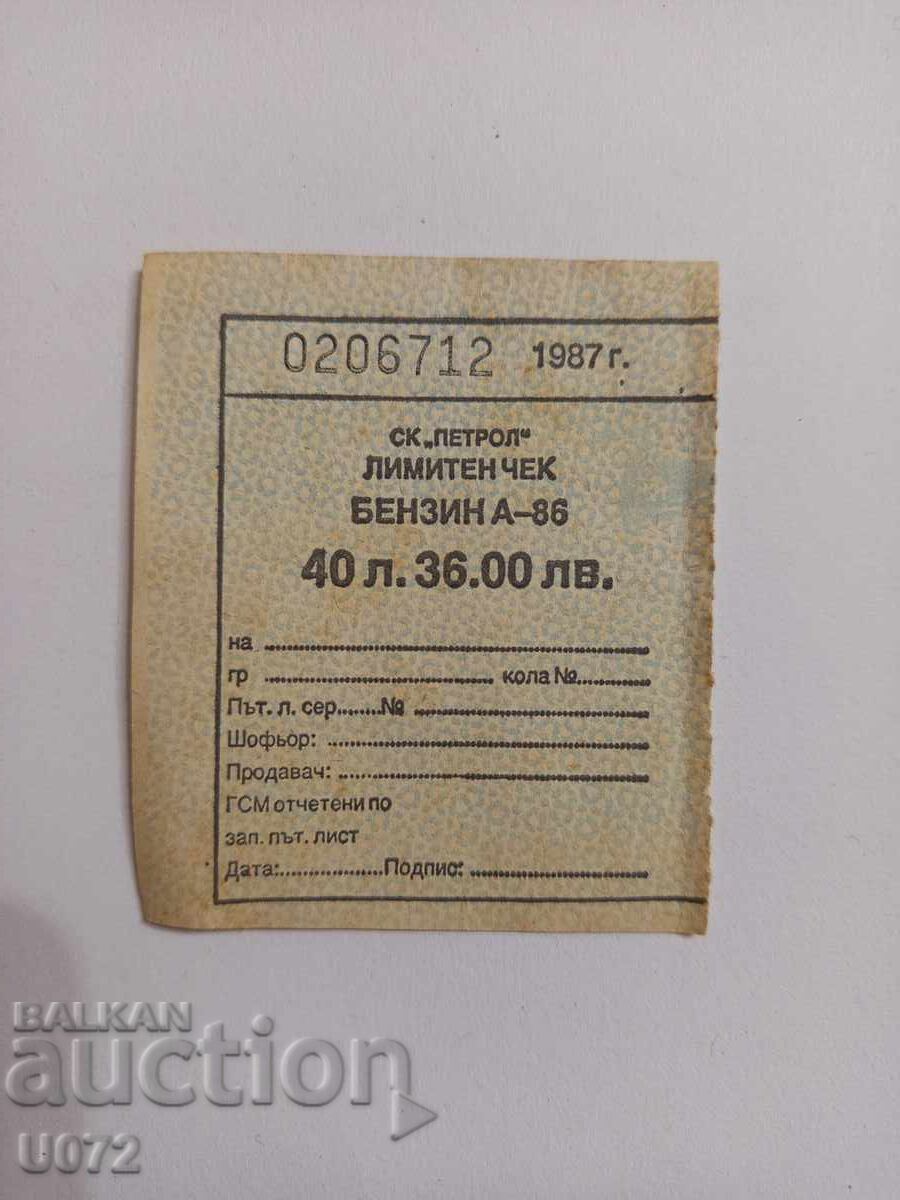 0206712 1987 г.
СК „ПЕТРОЛ“
ЛИМИТЕН ЧЕК
БЕНЗИН А–86
40 л. 36.00 лв.
на ..........
гр .......... кола №..........
Път. л. сер.......№ ..........
Шофьор: ..........
Продавач: ..........
ГСМ отчетени по
зап. път. лист
Дата:..........Подпис: ..........
BALKAN
auction
U072